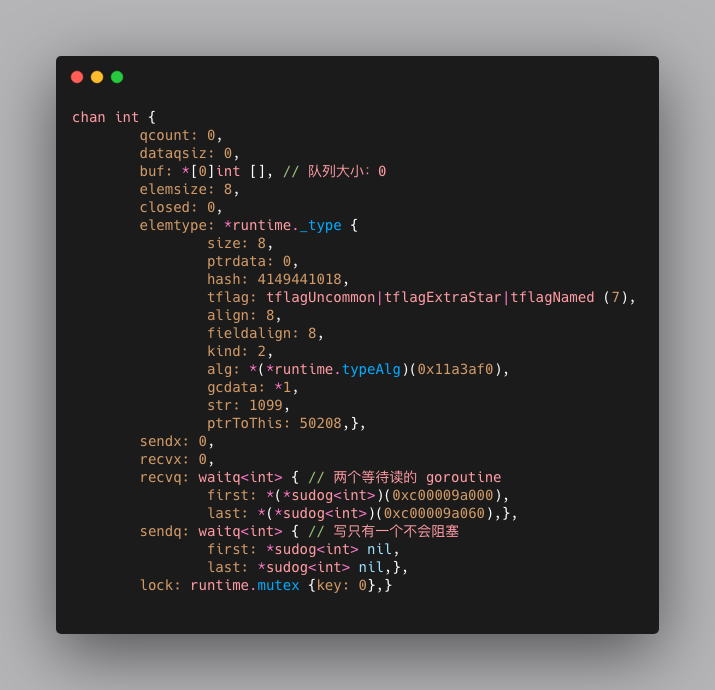 chan int {
qcount: 0,
dataqsiz: 0,
buf: *[0]int [], // 队列大小: 0
elemsize: 8,
closed: 0,
elemtype: *runtime._type {
size: 8,
ptrdata: 0,
hash: 4149441018,
tflag: tflagUncommon|tflagExtraStar|tflagNamed (7),
align: 8,
fieldalign: 8,
kind: 2,
alg: *(*runtime.typeAlg)(0x11a3af0),
gcdata: *1,
str: 1099,
ptrToThis: 50208,},
sendx: 0,
recvx: 0,
recvq: waitq<int> { // 两个等待读的 goroutine
first: *(*sudog<int>)(0xc00009a000),
last: *(*sudog<int>)(0xc00009a060),},
sendq: waitq<int> { // 写只有一个不会阻塞
first: *sudog<int> nil,
last: *sudog<int> nil,},
lock: runtime.mutex {key: 0},}